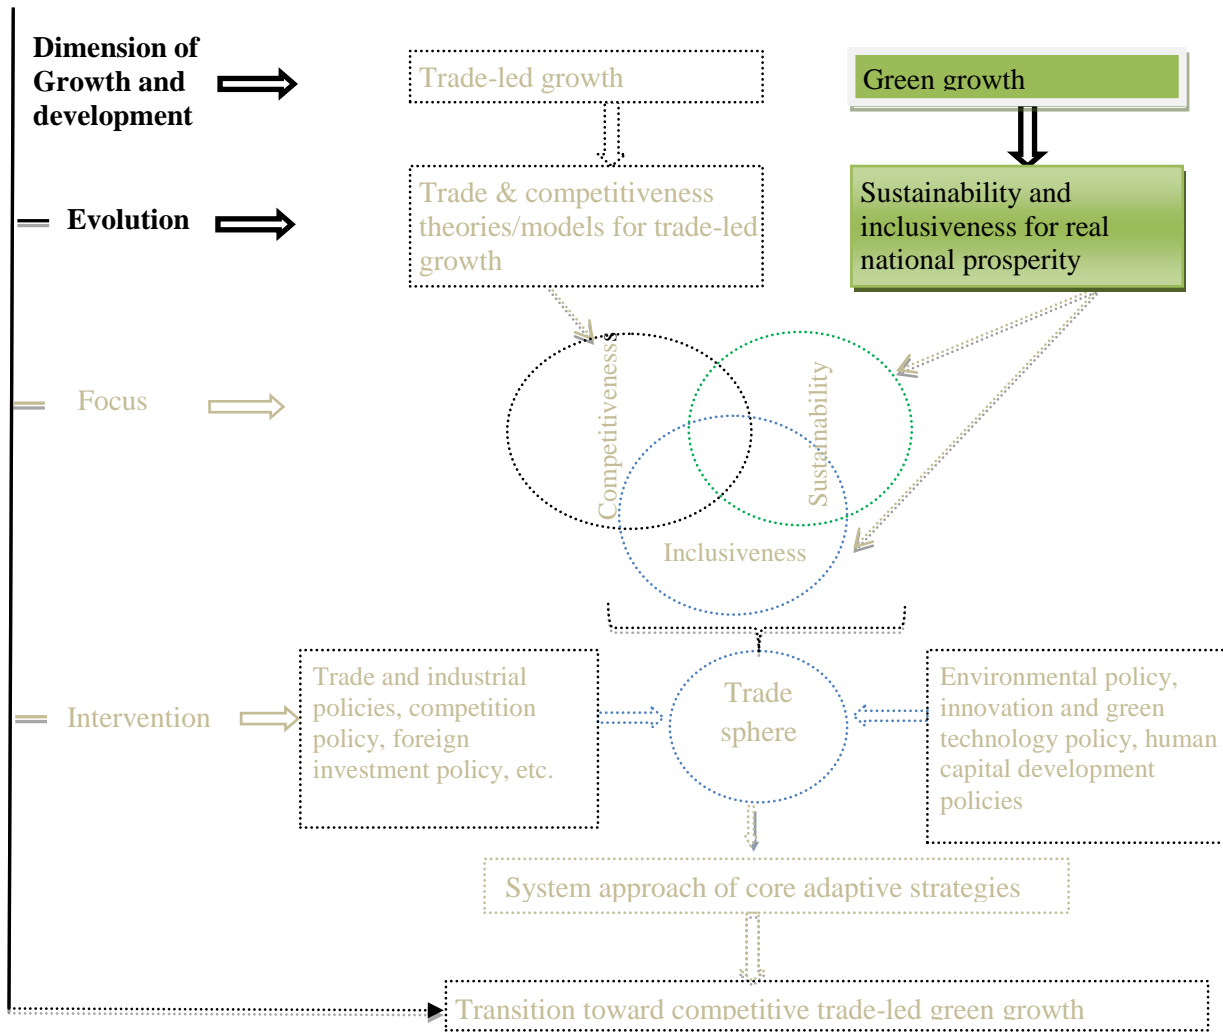 Dimension of
Growth and
development
Trade-led growth
Green growth
Evolution
Trade & competitiveness
theories/models for trade-led
growth
Sustainability and
inclusiveness for real
national prosperity
Focus
Competitivenesss
Sustainability
Inclusiveness
Intervention
Trade and industrial
policies, competition
policy, foreign
investment policy, etc.
Trade
sphere
Environmental policy,
innovation and green
technology policy, human
capital development
policies
System approach of core adaptive strategies
Transition toward competitive trade-led green growth